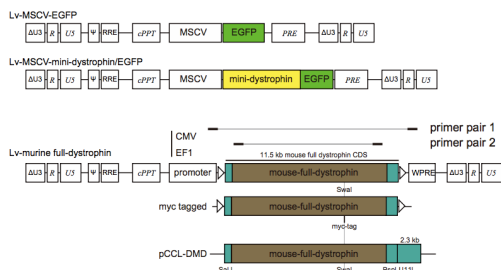 Lv-MSCV-EGFP
ΔU3 R U5 Ψ RRE cPPT MSCV EGFP PRE ΔU3 R U5
Lv-MSCV-mini-dystrophin/EGFP
ΔU3 R U5 Ψ RRE cPPT MSCV mini-dystrophin EGFP PRE ΔU3 R U5
primer pair 1
CMV
primer pair 2
EF1
Lv-murine full-dystrophin
11.5 kb mouse full dystrophin CDS
ΔU3 R U5 Ψ RRE cPPT promoter mouse-full-dystrophin WPRE ΔU3 R U5
SwaI
myc tagged mouse-full-dystrophin
myc-tag
2.3 kb
pCCL-DMD mouse-full-dystrophin